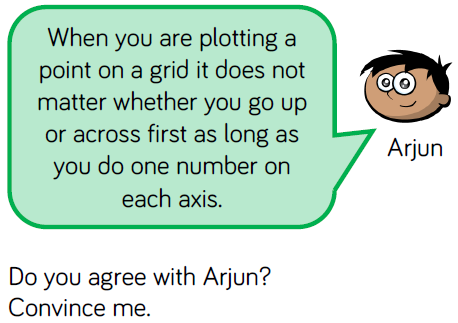 When you are plotting a
point on a grid it does not
matter whether you go up
or across first as long as
you do one number on
each axis.
Arjun
Do you agree with Arjun?
Convince me.